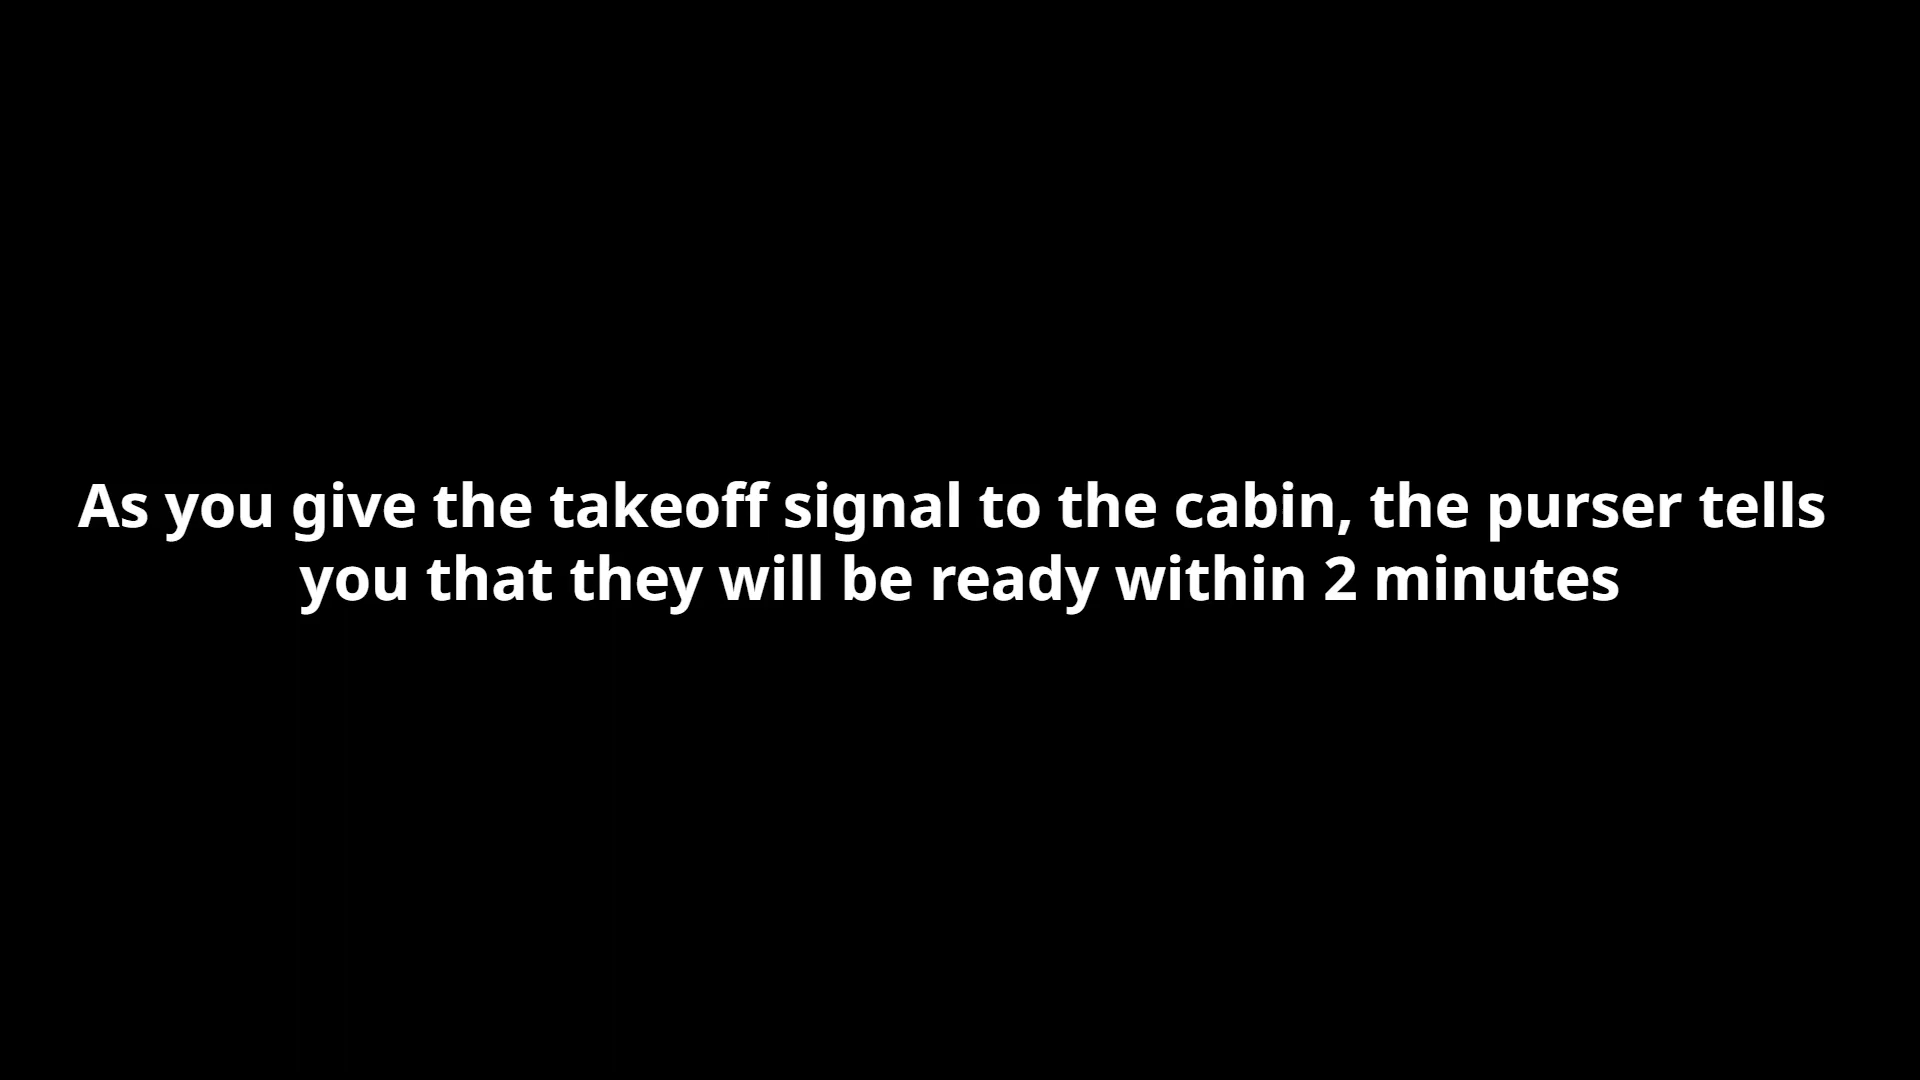 As you give the takeoff signal to the cabin, the purser tells
you that they will be ready within 2 minutes